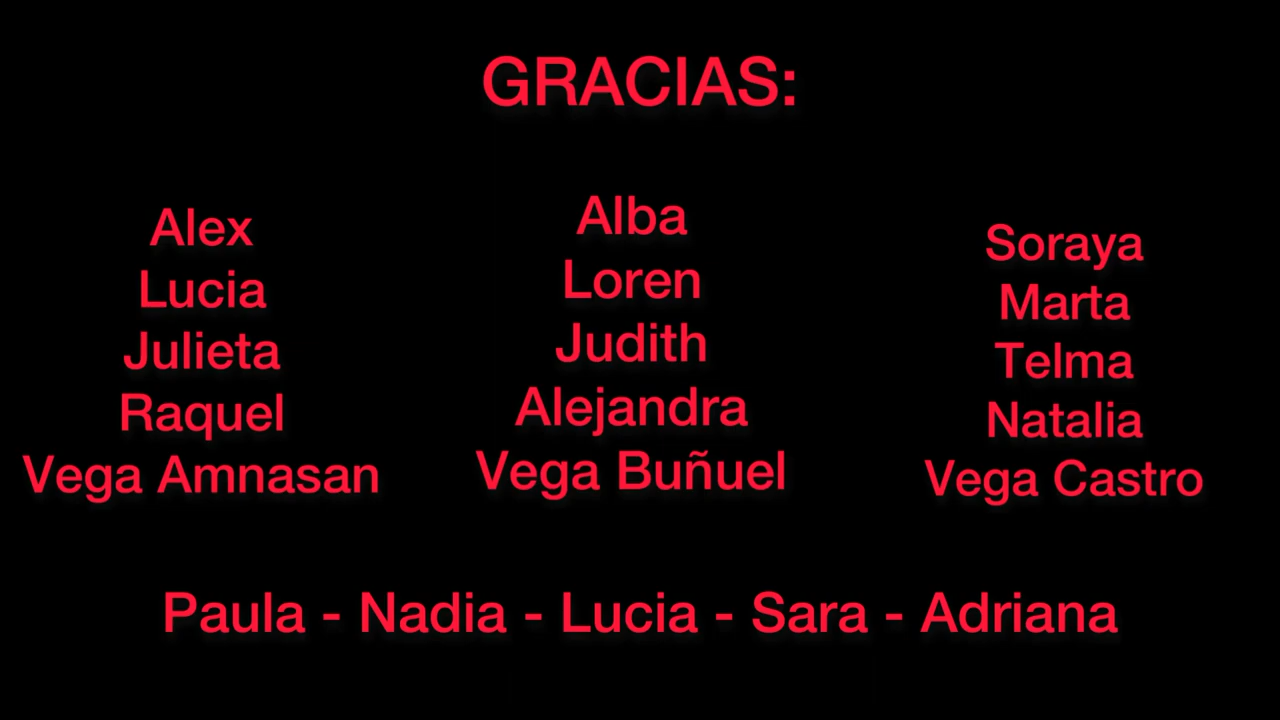 GRACIAS:
Alex
Lucia
Julieta
Raquel
Vega Amnasan
Alba
Loren
Judith
Alejandra
Vega Buñuel
Soraya
Marta
Telma
Natalia
Vega Castro
Paula - Nadia - Lucia - Sara - Adriana